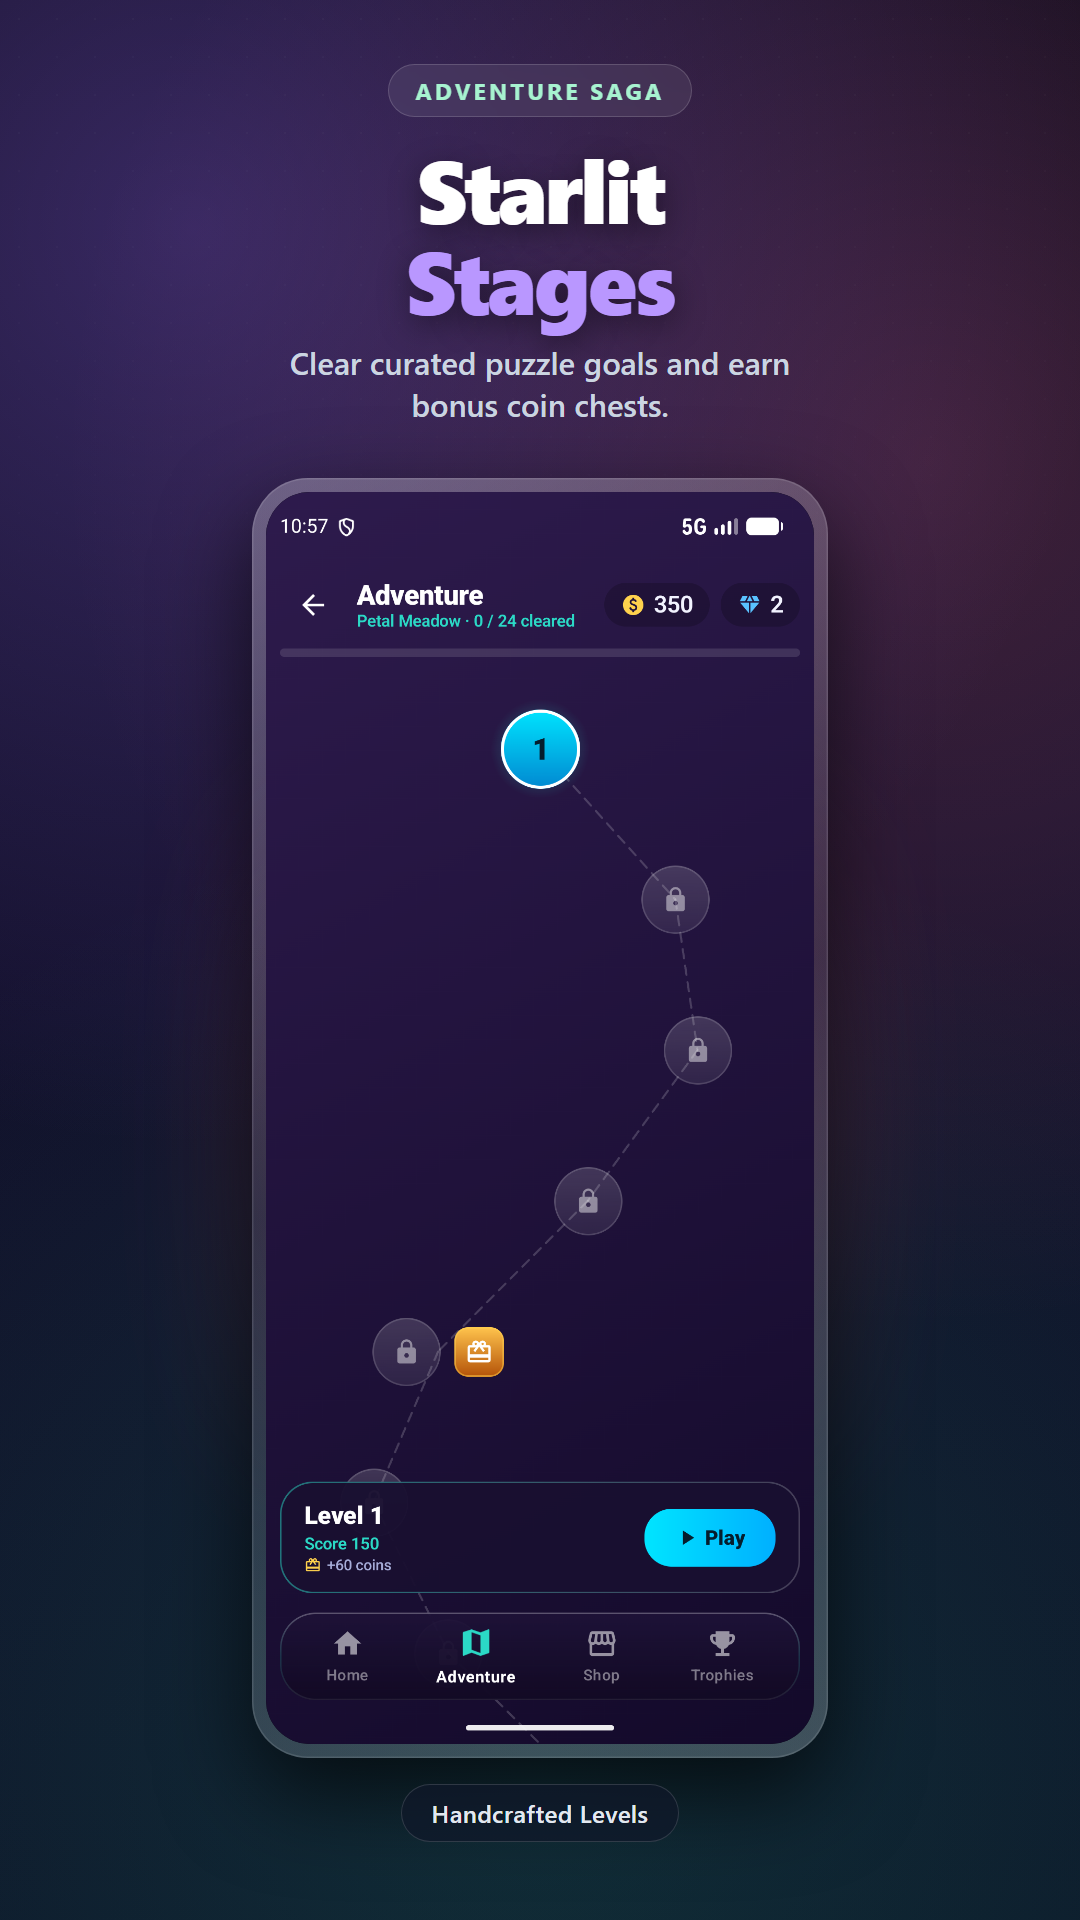 ADVENTURE SAGA
Starlit
Stages
Clear curated puzzle goals and earn
bonus coin chests.
10:57
5G
Adventure
Petal Meadow · 0 / 24 cleared
350
2
1
Level 1
Score 150
+60 coins
Play
Home
Adventure
Shop
Trophies
Handcrafted Levels